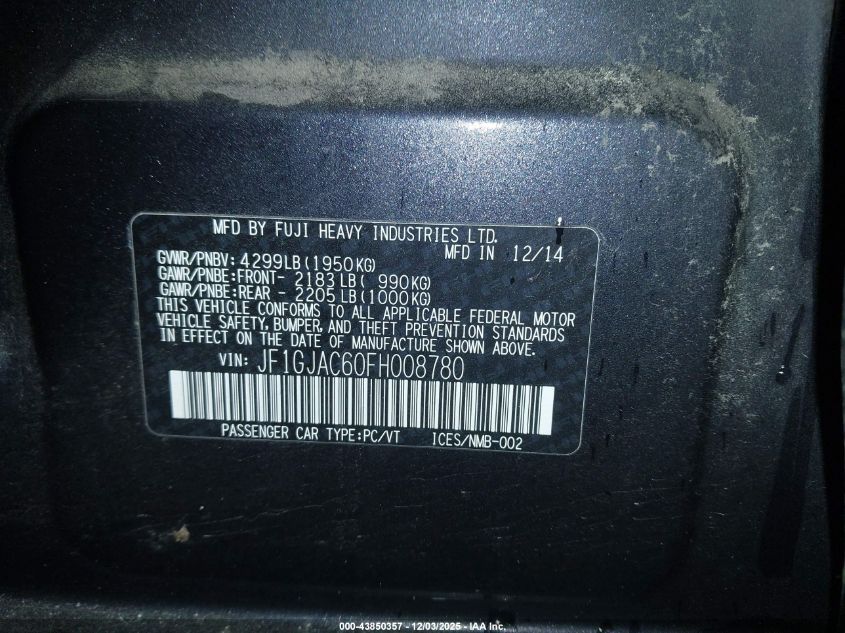 MFD BY FUJI HEAVY INDUSTRIES LTD.
GVWR/PNBV: 4299LB(1950KG) MFD IN 12/14
GAWR/PNBE:FRONT- 2183LB( 990KG)
GAWR/PNBE:REAR - 2205LB(1000KG)
THIS VEHICLE CONFORMS TO ALL APPLICABLE FEDERAL MOTOR
VEHICLE SAFETY, BUMPER, AND THEFT PREVENTION STANDARDS
IN EFFECT ON THE DATE OF MANUFACTURE SHOWN ABOVE.
VIN: JF1GJAC60FH008780
PASSENGER CAR TYPE:PC/VT ICES/NMB-002
000-43850357 - 12/03/2025 - IAA Inc.